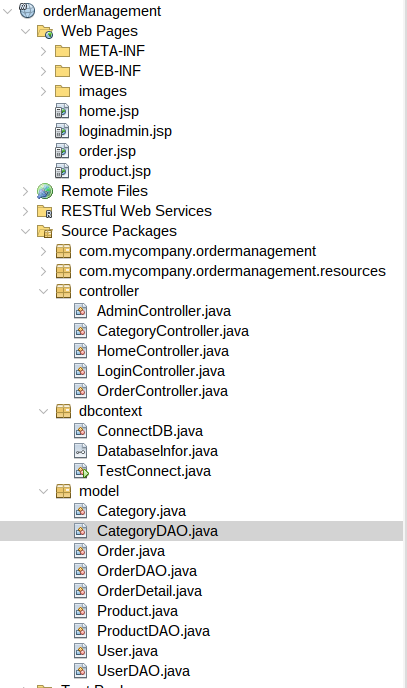 orderManagement
Web Pages
META-INF
WEB-INF
images
home.jsp
loginadmin.jsp
order.jsp
product.jsp
Remote Files
RESTful Web Services
Source Packages
com.mycompany.ordermanagement
com.mycompany.ordermanagement.resources
controller
AdminController.java
CategoryController.java
HomeController.java
LoginController.java
OrderController.java
dbcontext
ConnectDB.java
DatabaseInfor.java
TestConnect.java
model
Category.java
CategoryDAO.java
Order.java
OrderDAO.java
OrderDetail.java
Product.java
ProductDAO.java
User.java
UserDAO.java